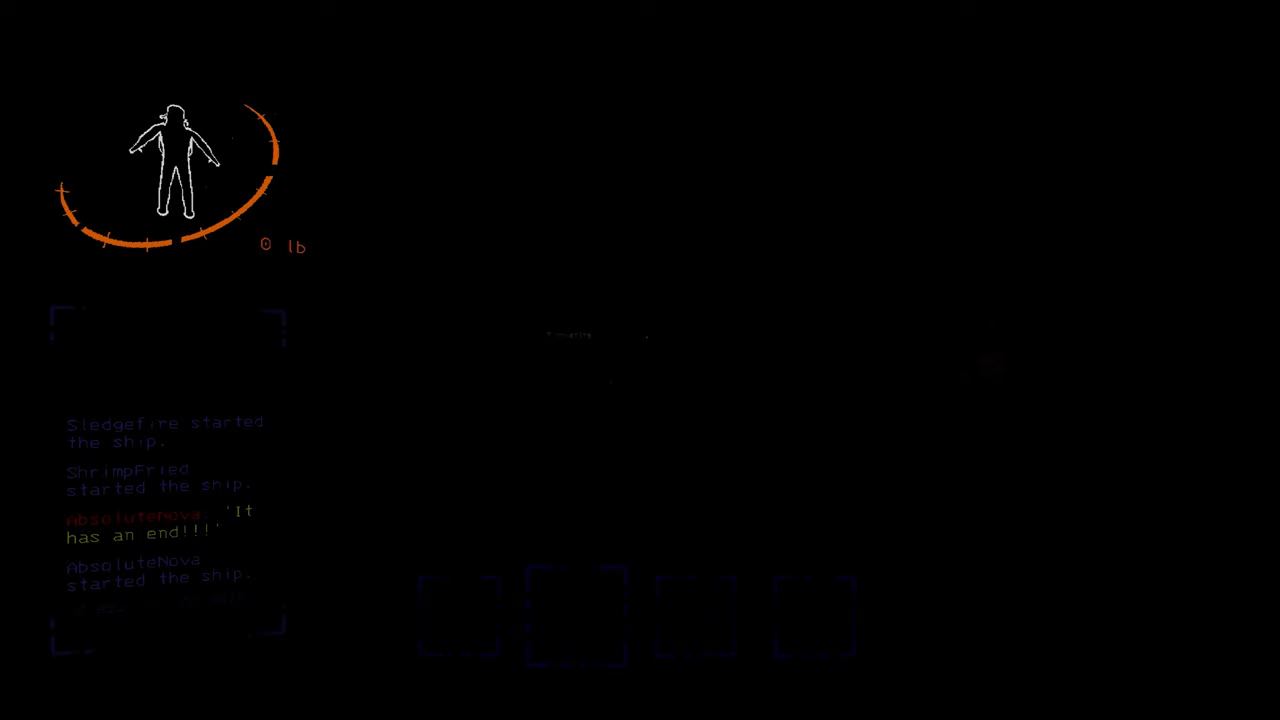 0 lb
Sledgefire started
the ship.
ShrimpFried
started the ship.
AbsoluteNova: 'It
has an end!!!'
AbsoluteNova
started the ship.